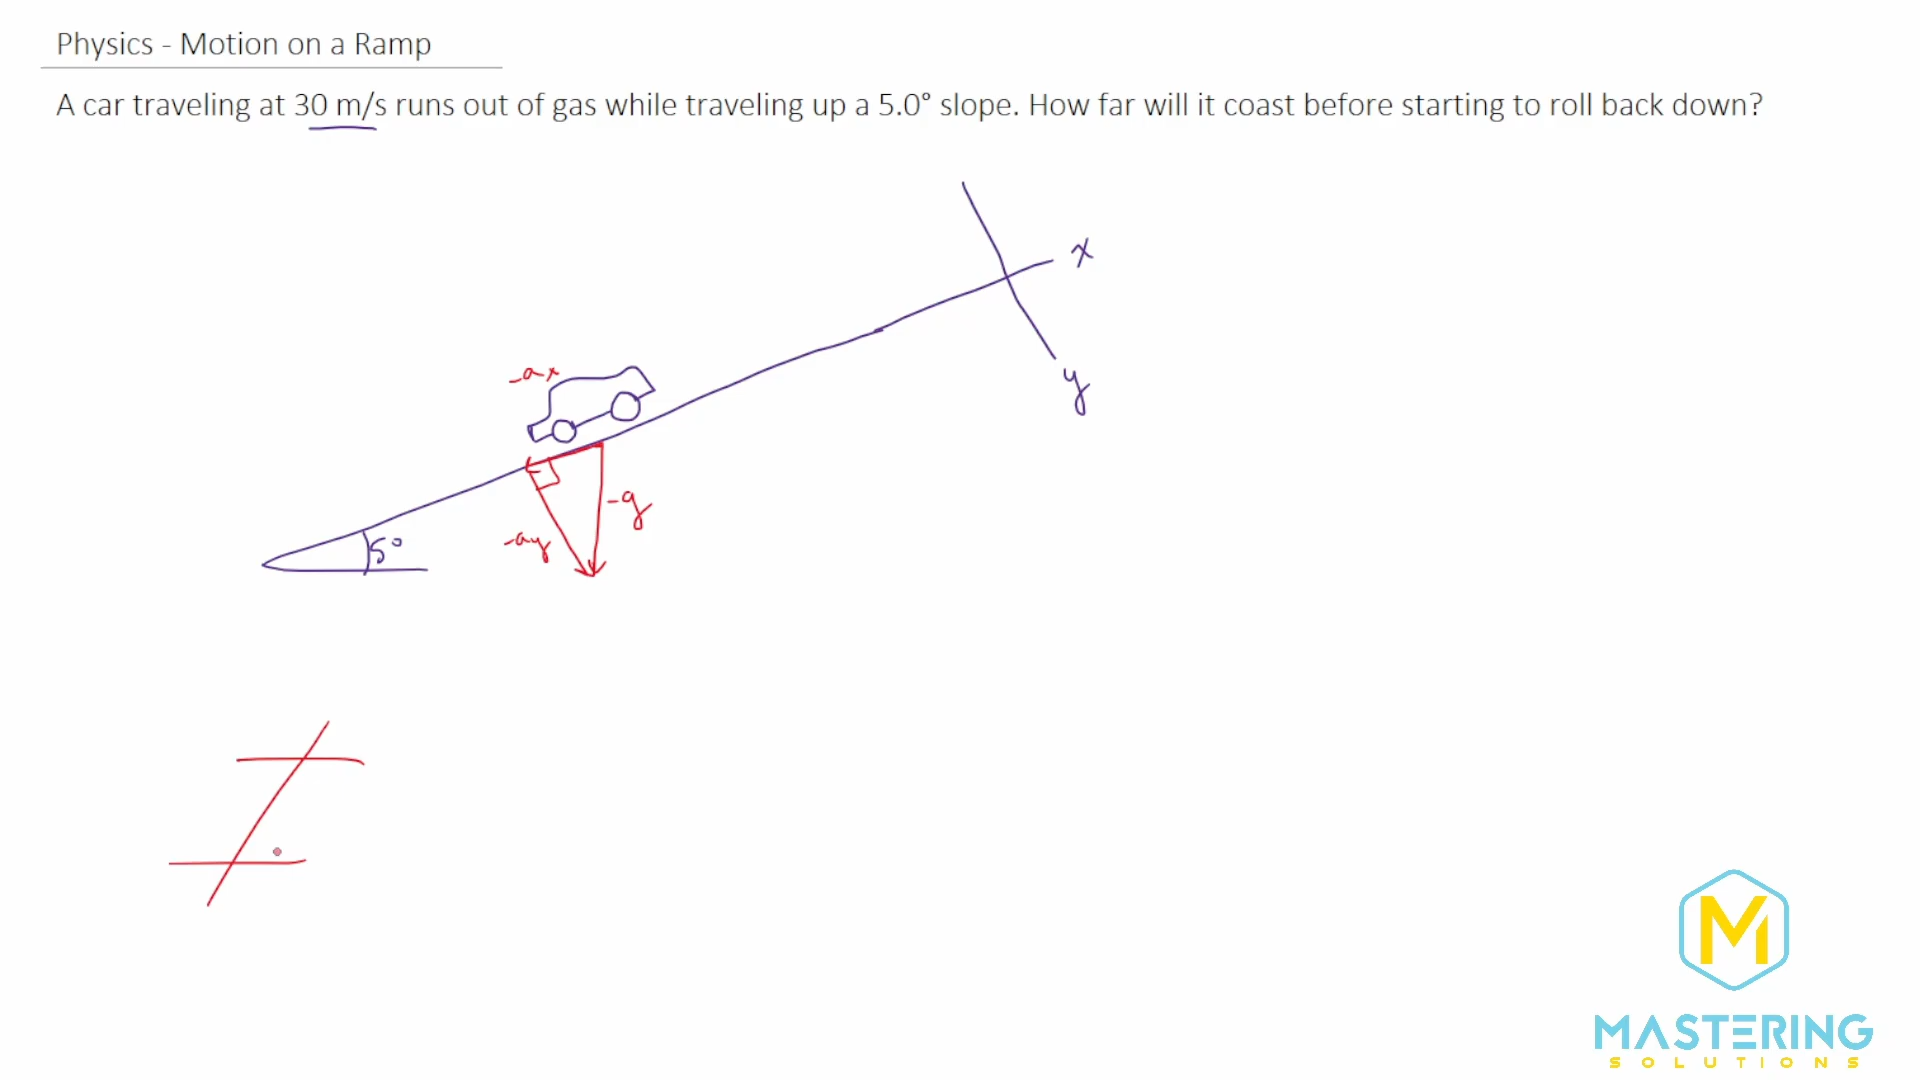 Physics - Motion on a Ramp
A car traveling at 30 m/s runs out of gas while traveling up a 5.0° slope. How far will it coast before starting to roll back down?
x
-ax
y
-g
-ay
5°
M
MASTERING
SOLUTIONS